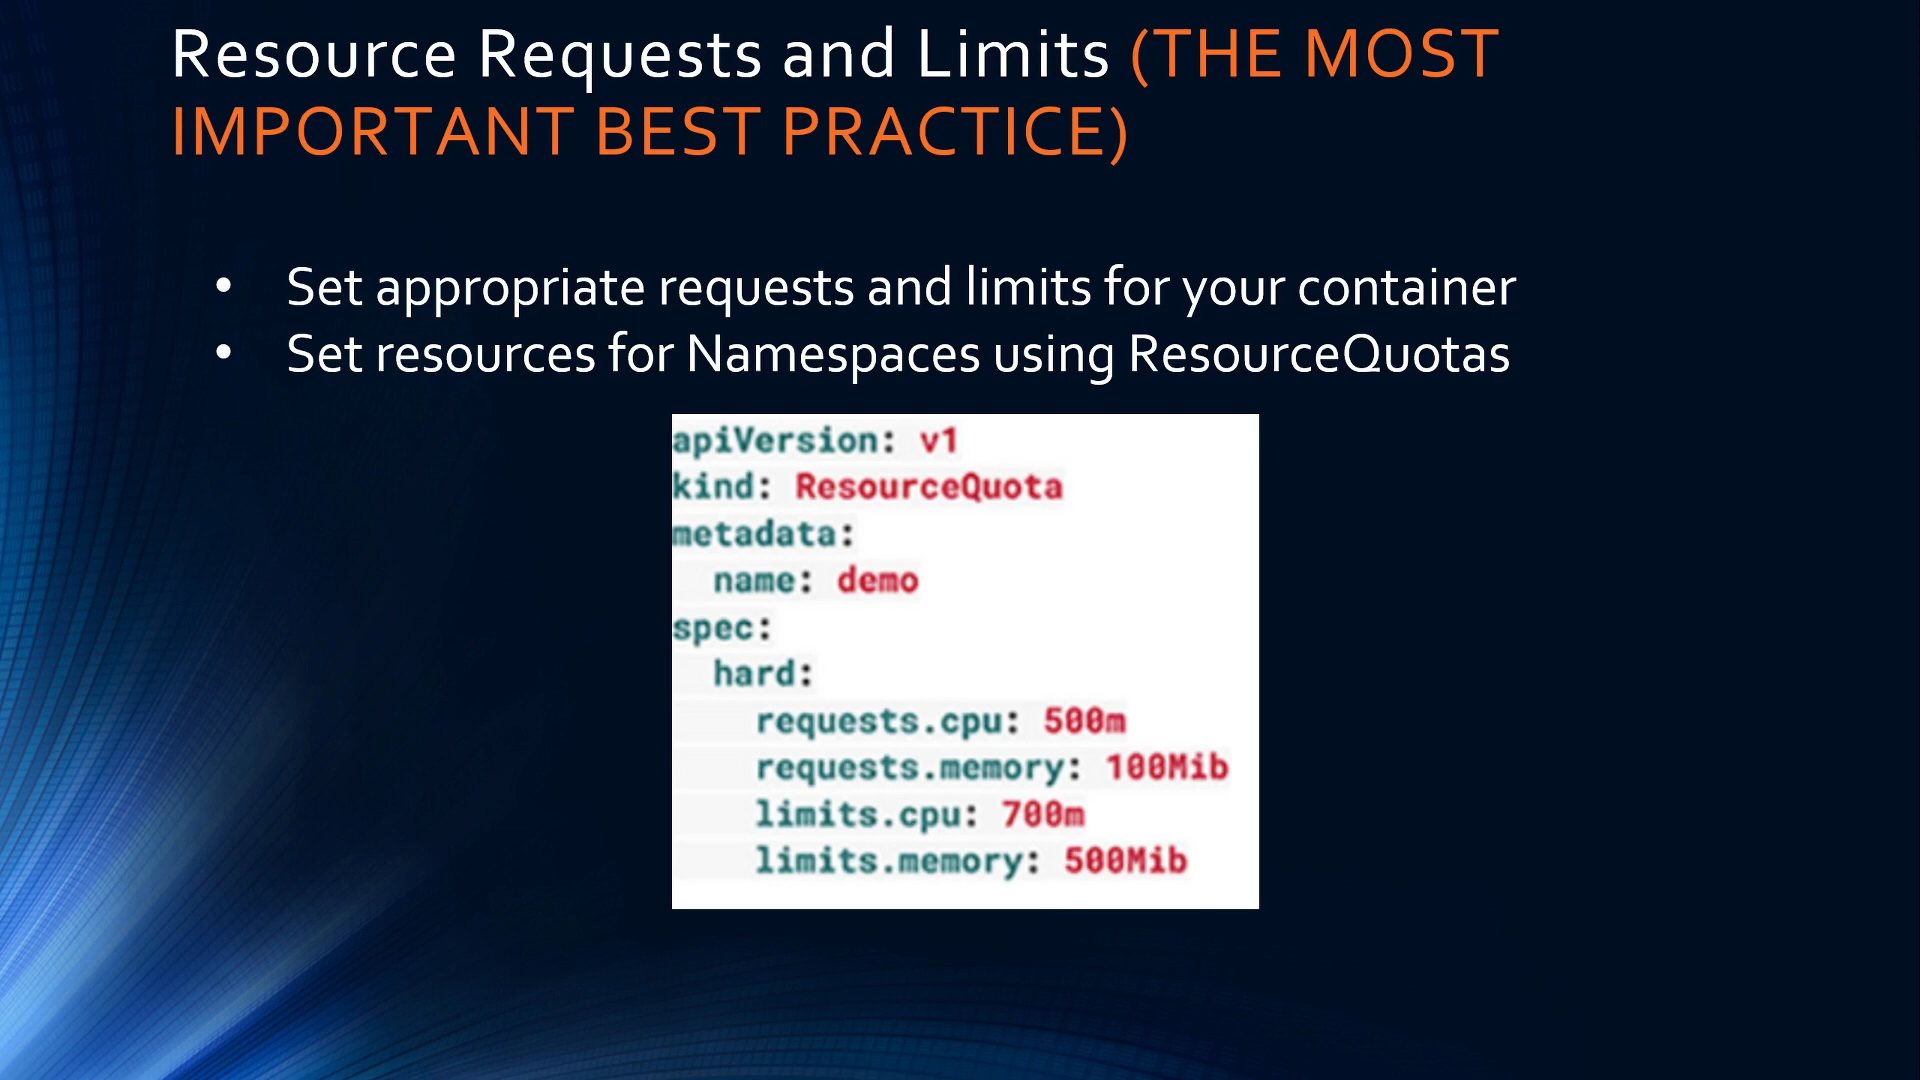 Resource Requests and Limits (THE MOST
IMPORTANT BEST PRACTICE)
• Set appropriate requests and limits for your container
• Set resources for Namespaces using ResourceQuotas
apiVersion: v1
kind: ResourceQuota
metadata:
  name: demo
spec:
  hard:
    requests.cpu: 500m
    requests.memory: 100Mib
    limits.cpu: 700m
    limits.memory: 500Mib